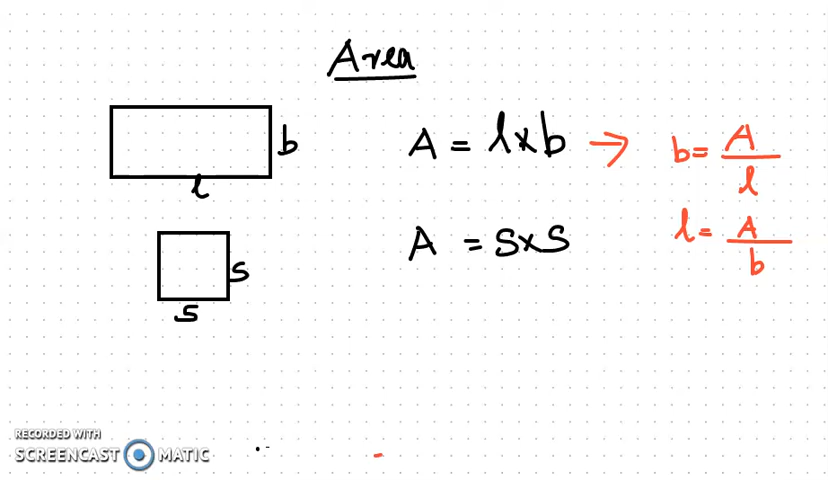 Area
b
l
A = l x b → b = A / l
l = A / b
s
s
A = s x s
RECORDED WITH
SCREENCAST MATIC